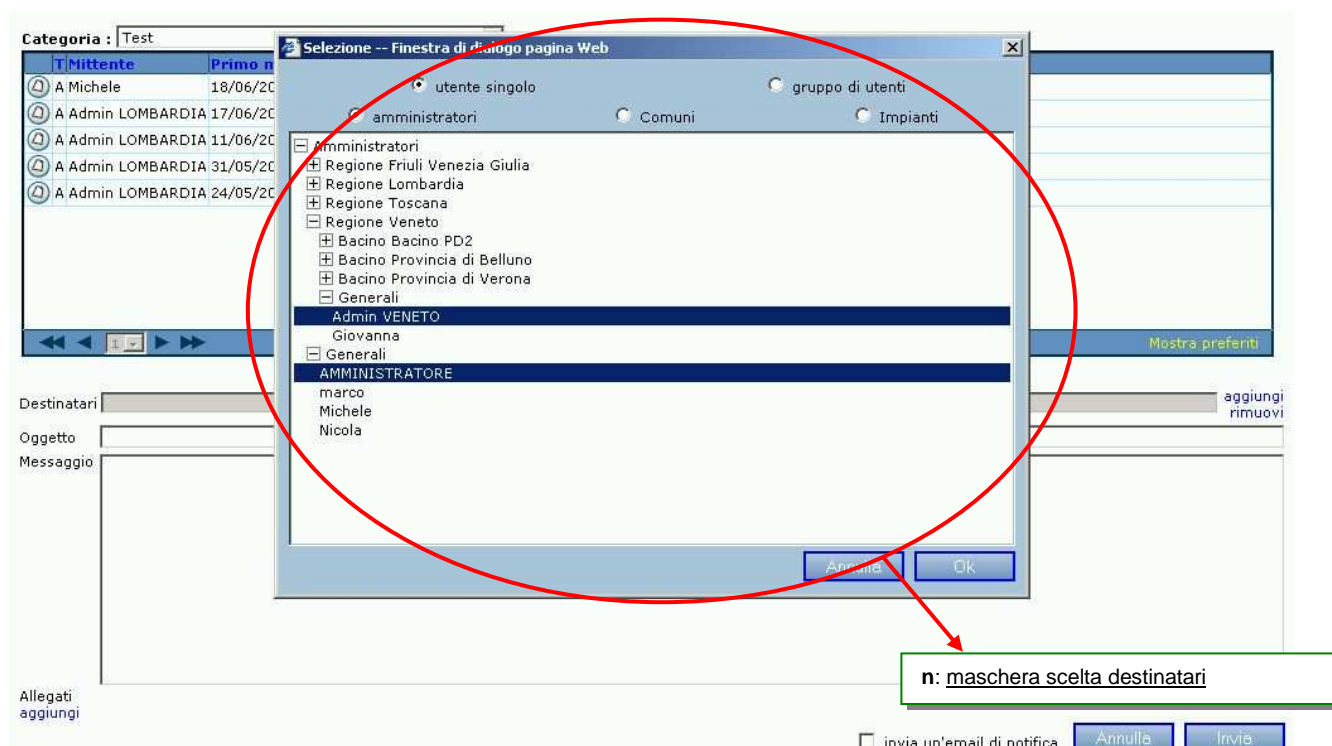 Categoria : Test
Selezione -- Finestra di dialogo pagina Web
T Mittente Primo
A Michele 18/06/20
A Admin LOMBARDIA 17/06/20
A Admin LOMBARDIA 11/06/20
A Admin LOMBARDIA 31/05/20
A Admin LOMBARDIA 24/05/20
utente singolo gruppo di utenti
amministratori Comuni Impianti
Amministratori
Regione Friuli Venezia Giulia
Regione Lombardia
Regione Toscana
Regione Veneto
Bacino Bacino PD2
Bacino Provincia di Belluno
Bacino Provincia di Verona
Generali
Admin VENETO
Giovanna
Generali
AMMINISTRATORE
marco
Michele
Nicola
Annulla Ok
1
Mostra preferiti
Destinatari
aggiungi
rimuovi
Oggetto
Messaggio
n: maschera scelta destinatari
Allegati
aggiungi
invia un'email di notifica Annulla Invia